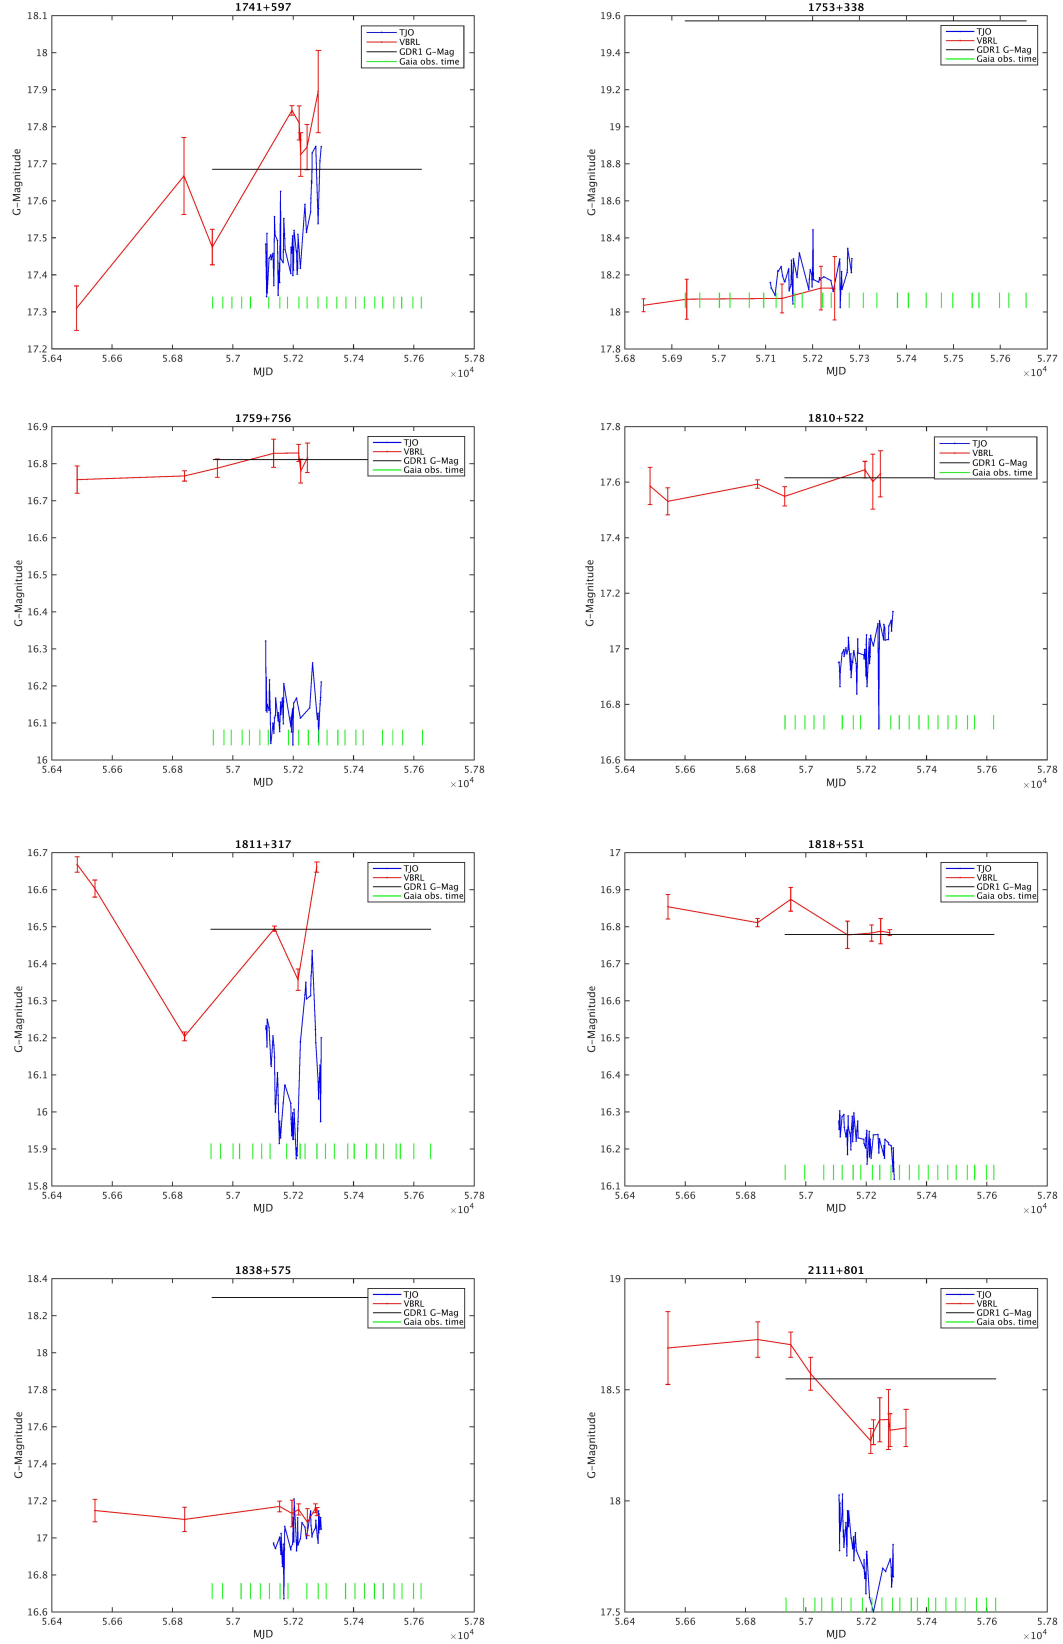 1741+597
18.1
18
17.9
17.8
17.7
17.6
17.5
17.4
17.3
17.2
G-Magnitude
5.64 5.66 5.68 5.7 5.72 5.74 5.76 5.78
MJD
×10⁴
TJO
VBRL
GDR1 G-Mag
Gaia obs. time
1753+338
19.6
19.4
19.2
19
18.8
18.6
18.4
18.2
18
17.8
G-Magnitude
5.68 5.69 5.7 5.71 5.72 5.73 5.74 5.75 5.76 5.77
MJD
×10⁴
TJO
VBRL
GDR1 G-Mag
Gaia obs. time
1759+756
16.9
16.8
16.7
16.6
16.5
16.4
16.3
16.2
16.1
16
G-Magnitude
5.64 5.66 5.68 5.7 5.72 5.74 5.76 5.78
MJD
×10⁴
TJO
VBRL
GDR1 G-Mag
Gaia obs. time
1810+522
17.8
17.6
17.4
17.2
17
16.8
16.6
G-Magnitude
5.64 5.66 5.68 5.7 5.72 5.74 5.76 5.78
MJD
×10⁴
TJO
VBRL
GDR1 G-Mag
Gaia obs. time
1811+317
16.7
16.6
16.5
16.4
16.3
16.2
16.1
16
15.9
15.8
G-Magnitude
5.64 5.66 5.68 5.7 5.72 5.74 5.76 5.78
MJD
×10⁴
TJO
VBRL
GDR1 G-Mag
Gaia obs. time
1818+551
17
16.9
16.8
16.7
16.6
16.5
16.4
16.3
16.2
16.1
G-Magnitude
5.64 5.66 5.68 5.7 5.72 5.74 5.76 5.78
MJD
×10⁴
TJO
VBRL
GDR1 G-Mag
Gaia obs. time
1838+575
18.4
18.2
18
17.8
17.6
17.4
17.2
17
16.8
16.6
G-Magnitude
5.64 5.66 5.68 5.7 5.72 5.74 5.76 5.78
MJD
×10⁴
TJO
VBRL
GDR1 G-Mag
Gaia obs. time
2111+801
19
18.5
18
17.5
G-Magnitude
5.64 5.66 5.68 5.7 5.72 5.74 5.76 5.78
MJD
×10⁴
TJO
VBRL
GDR1 G-Mag
Gaia obs. time